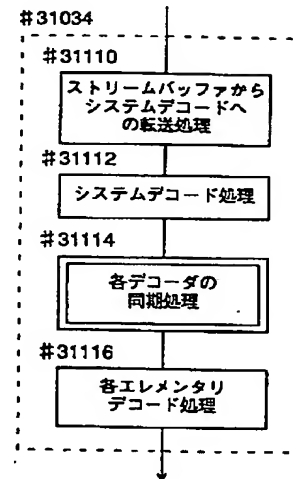 #31034
#31110
ストリームバッファから
システムデコードへ
の転送処理
#31112
システムデコード処理
#31114
各デコーダの
同期処理
#31116
各エレメンタリ
デコード処理